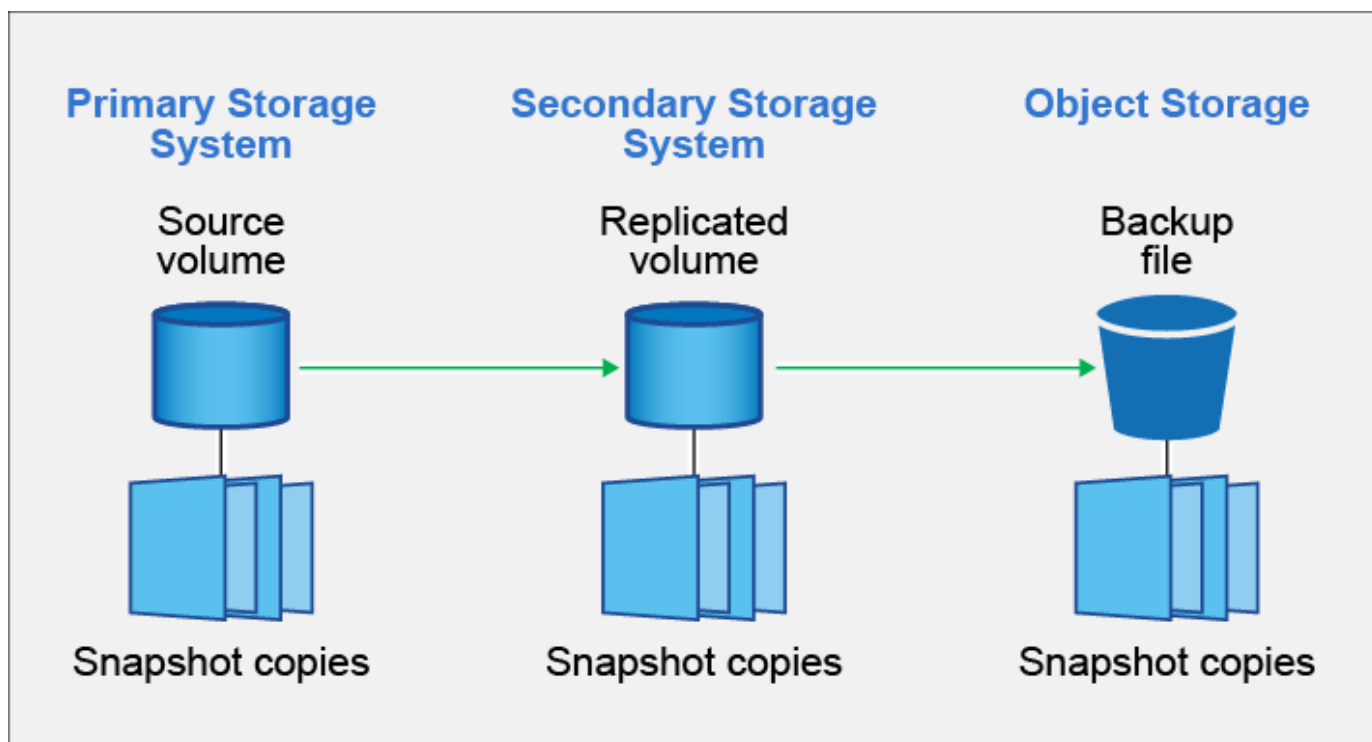 Primary Storage
System
Secondary Storage
System
Object Storage
Source
volume
Replicated
volume
Backup
file
Snapshot copies
Snapshot copies
Snapshot copies